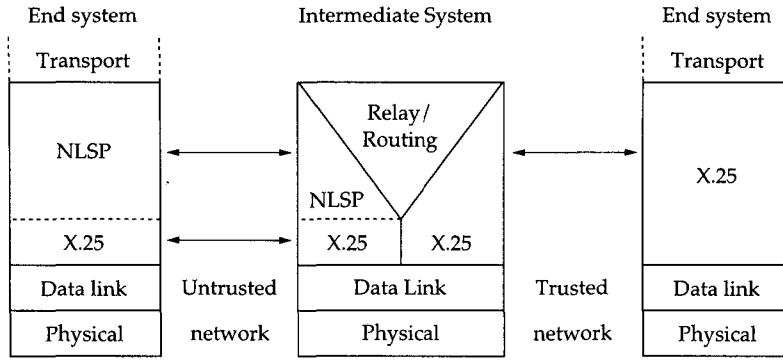 End system
Intermediate System
End system
Transport
Transport
Relay/
Routing
NLSP
X.25
NLSP
X.25
X.25
X.25
Data link
Untrusted
Data Link
Trusted
Data link
Physical
network
Physical
network
Physical